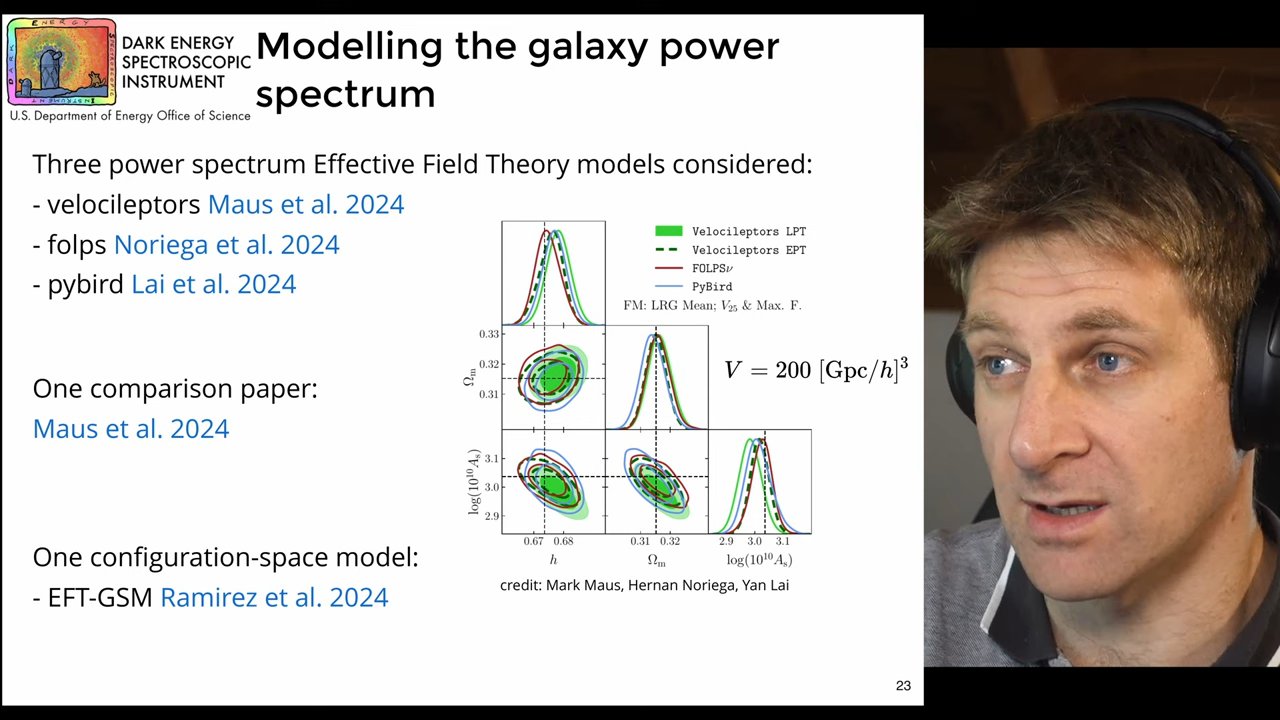 DARK ENERGY
SPECTROSCOPIC
INSTRUMENT
U.S. Department of Energy Office of Science
Modelling the galaxy power
spectrum
Three power spectrum Effective Field Theory models considered:
- velocileptors Maus et al. 2024
- folps Noriega et al. 2024
- pybird Lai et al. 2024
One comparison paper:
Maus et al. 2024
One configuration-space model:
- EFT-GSM Ramirez et al. 2024
Velocileptors LPT
Velocileptors EPT
FOLPSν
PyBird
FM: LRG Mean; V₂₅ & Max. F.
V = 200 [Gpc/h]³
0.33
0.32
0.31
Ωₘ
3.1
3.0
2.9
log(10¹⁰Aₛ)
0.67 0.68
h
0.31 0.32
Ωₘ
2.9 3.0 3.1
log(10¹⁰Aₛ)
credit: Mark Maus, Hernan Noriega, Yan Lai
23